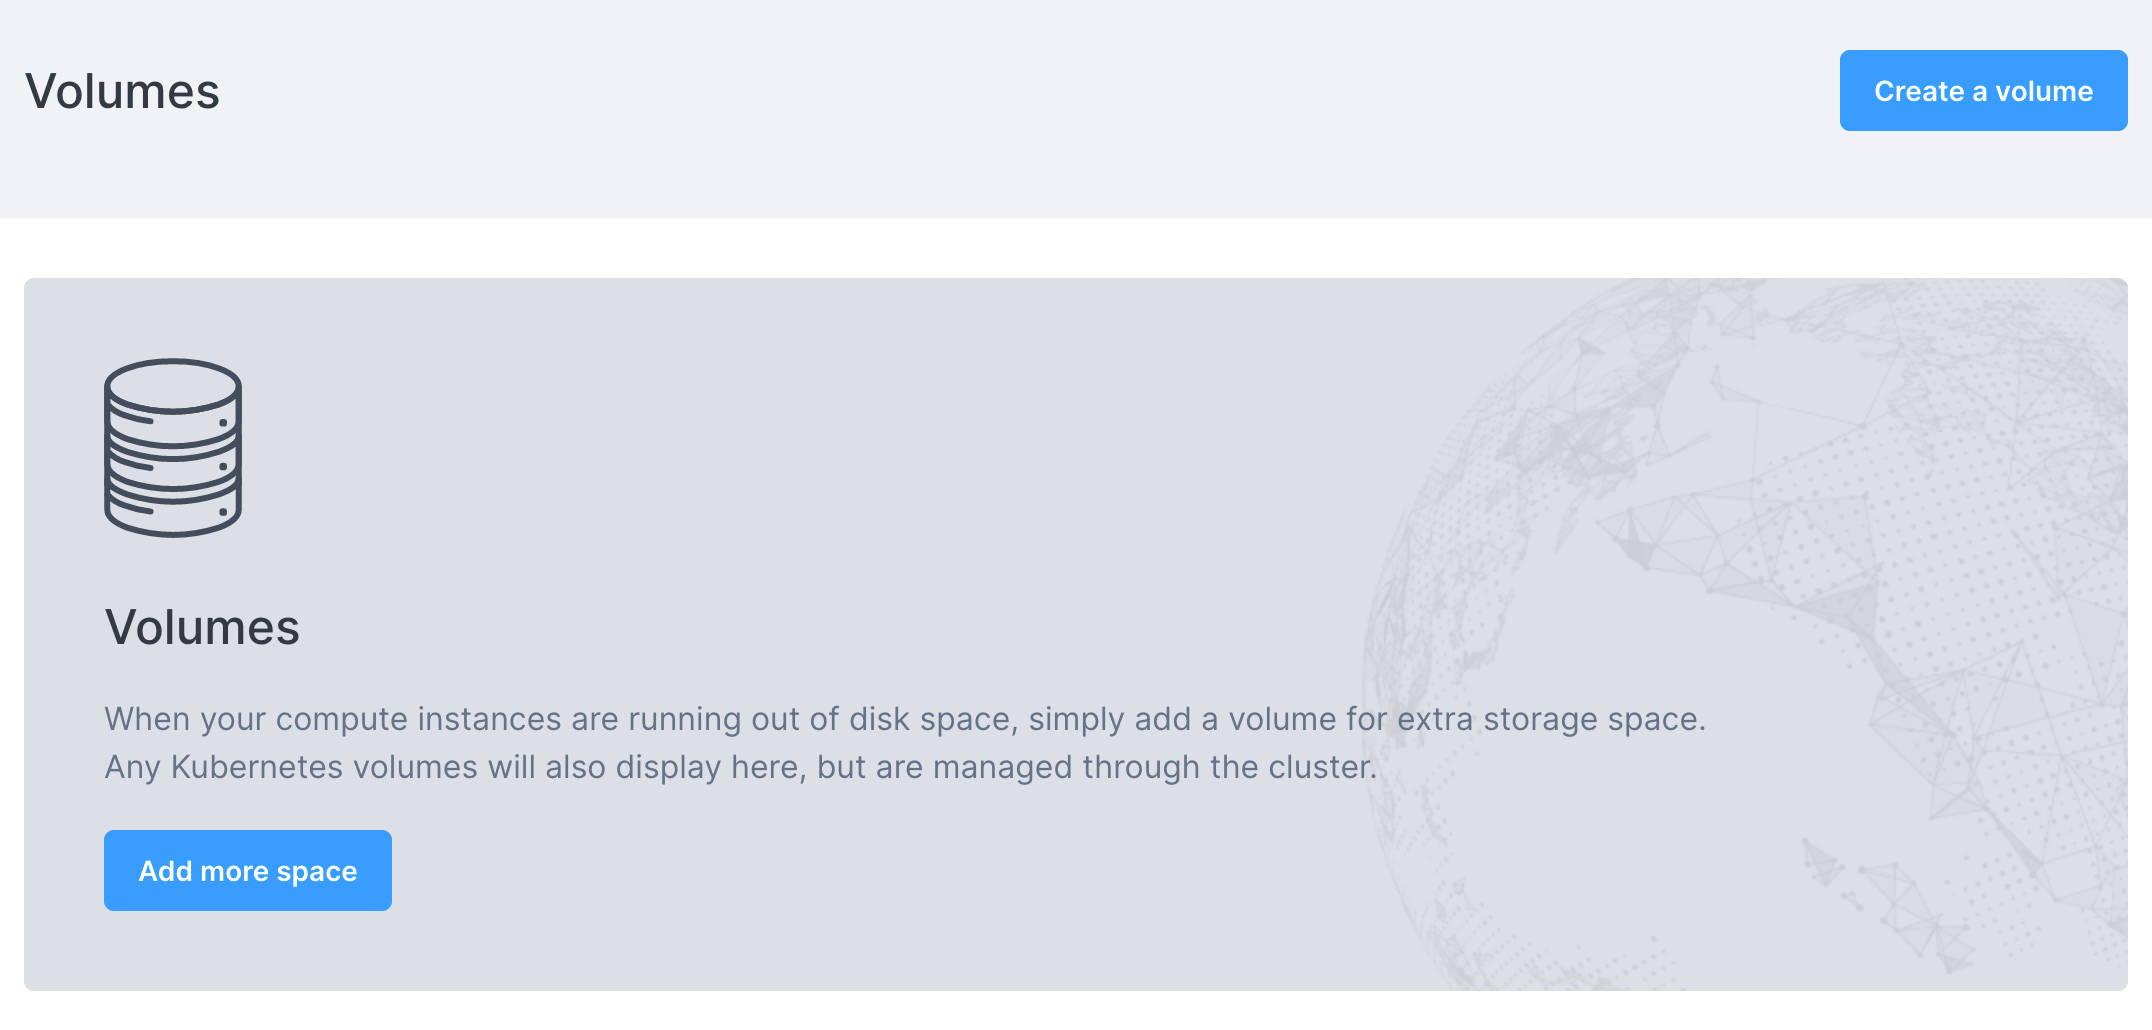 Volumes
Create a volume
Volumes
When your compute instances are running out of disk space, simply add a volume for extra storage space.
Any Kubernetes volumes will also display here, but are managed through the cluster.
Add more space